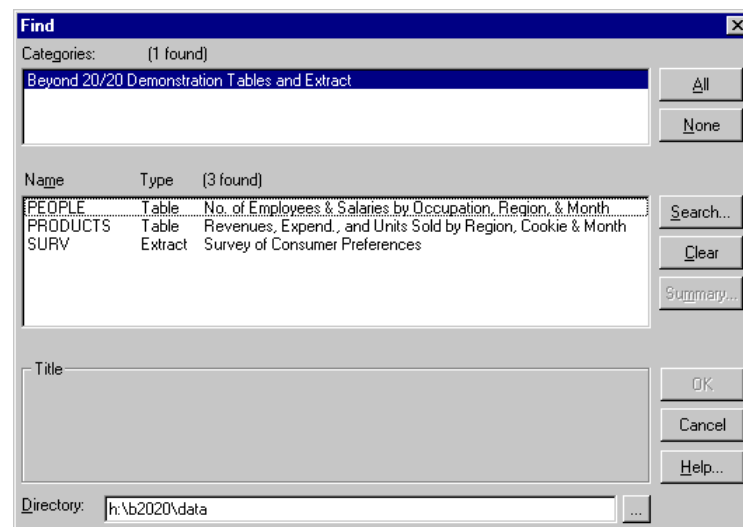 Find
Categories: (1 found)
Beyond 20/20 Demonstration Tables and Extract
All
None
Name Type (3 found)
PEOPLE Table No. of Employees & Salaries by Occupation, Region, & Month
PRODUCTS Table Revenues, Expend., and Units Sold by Region, Cookie & Month
SURV Extract Survey of Consumer Preferences
Search...
Clear
Summary...
Title
OK
Cancel
Help...
Directory: h:\b2020\data ...